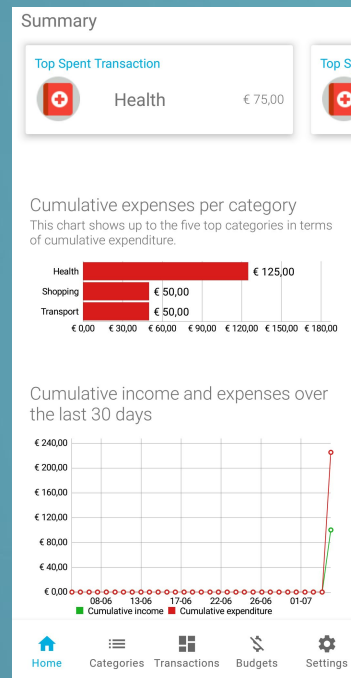 Summary
Top Spent Transaction
Top S
Health
€ 75,00
Cumulative expenses per category
This chart shows up to the five top categories in terms
of cumulative expenditure.
Health
€ 125,00
Shopping
€ 50,00
Transport
€ 50,00
€ 0,00 € 30,00 € 60,00 € 90,00 € 120,00 € 150,00 € 180,00
Cumulative income and expenses over
the last 30 days
€ 240,00
€ 200,00
€ 160,00
€ 120,00
€ 80,00
€ 40,00
€ 0,00
08-06 13-06 17-06 22-06 26-06 01-07
Cumulative income Cumulative expenditure
Home Categories Transactions Budgets Settings